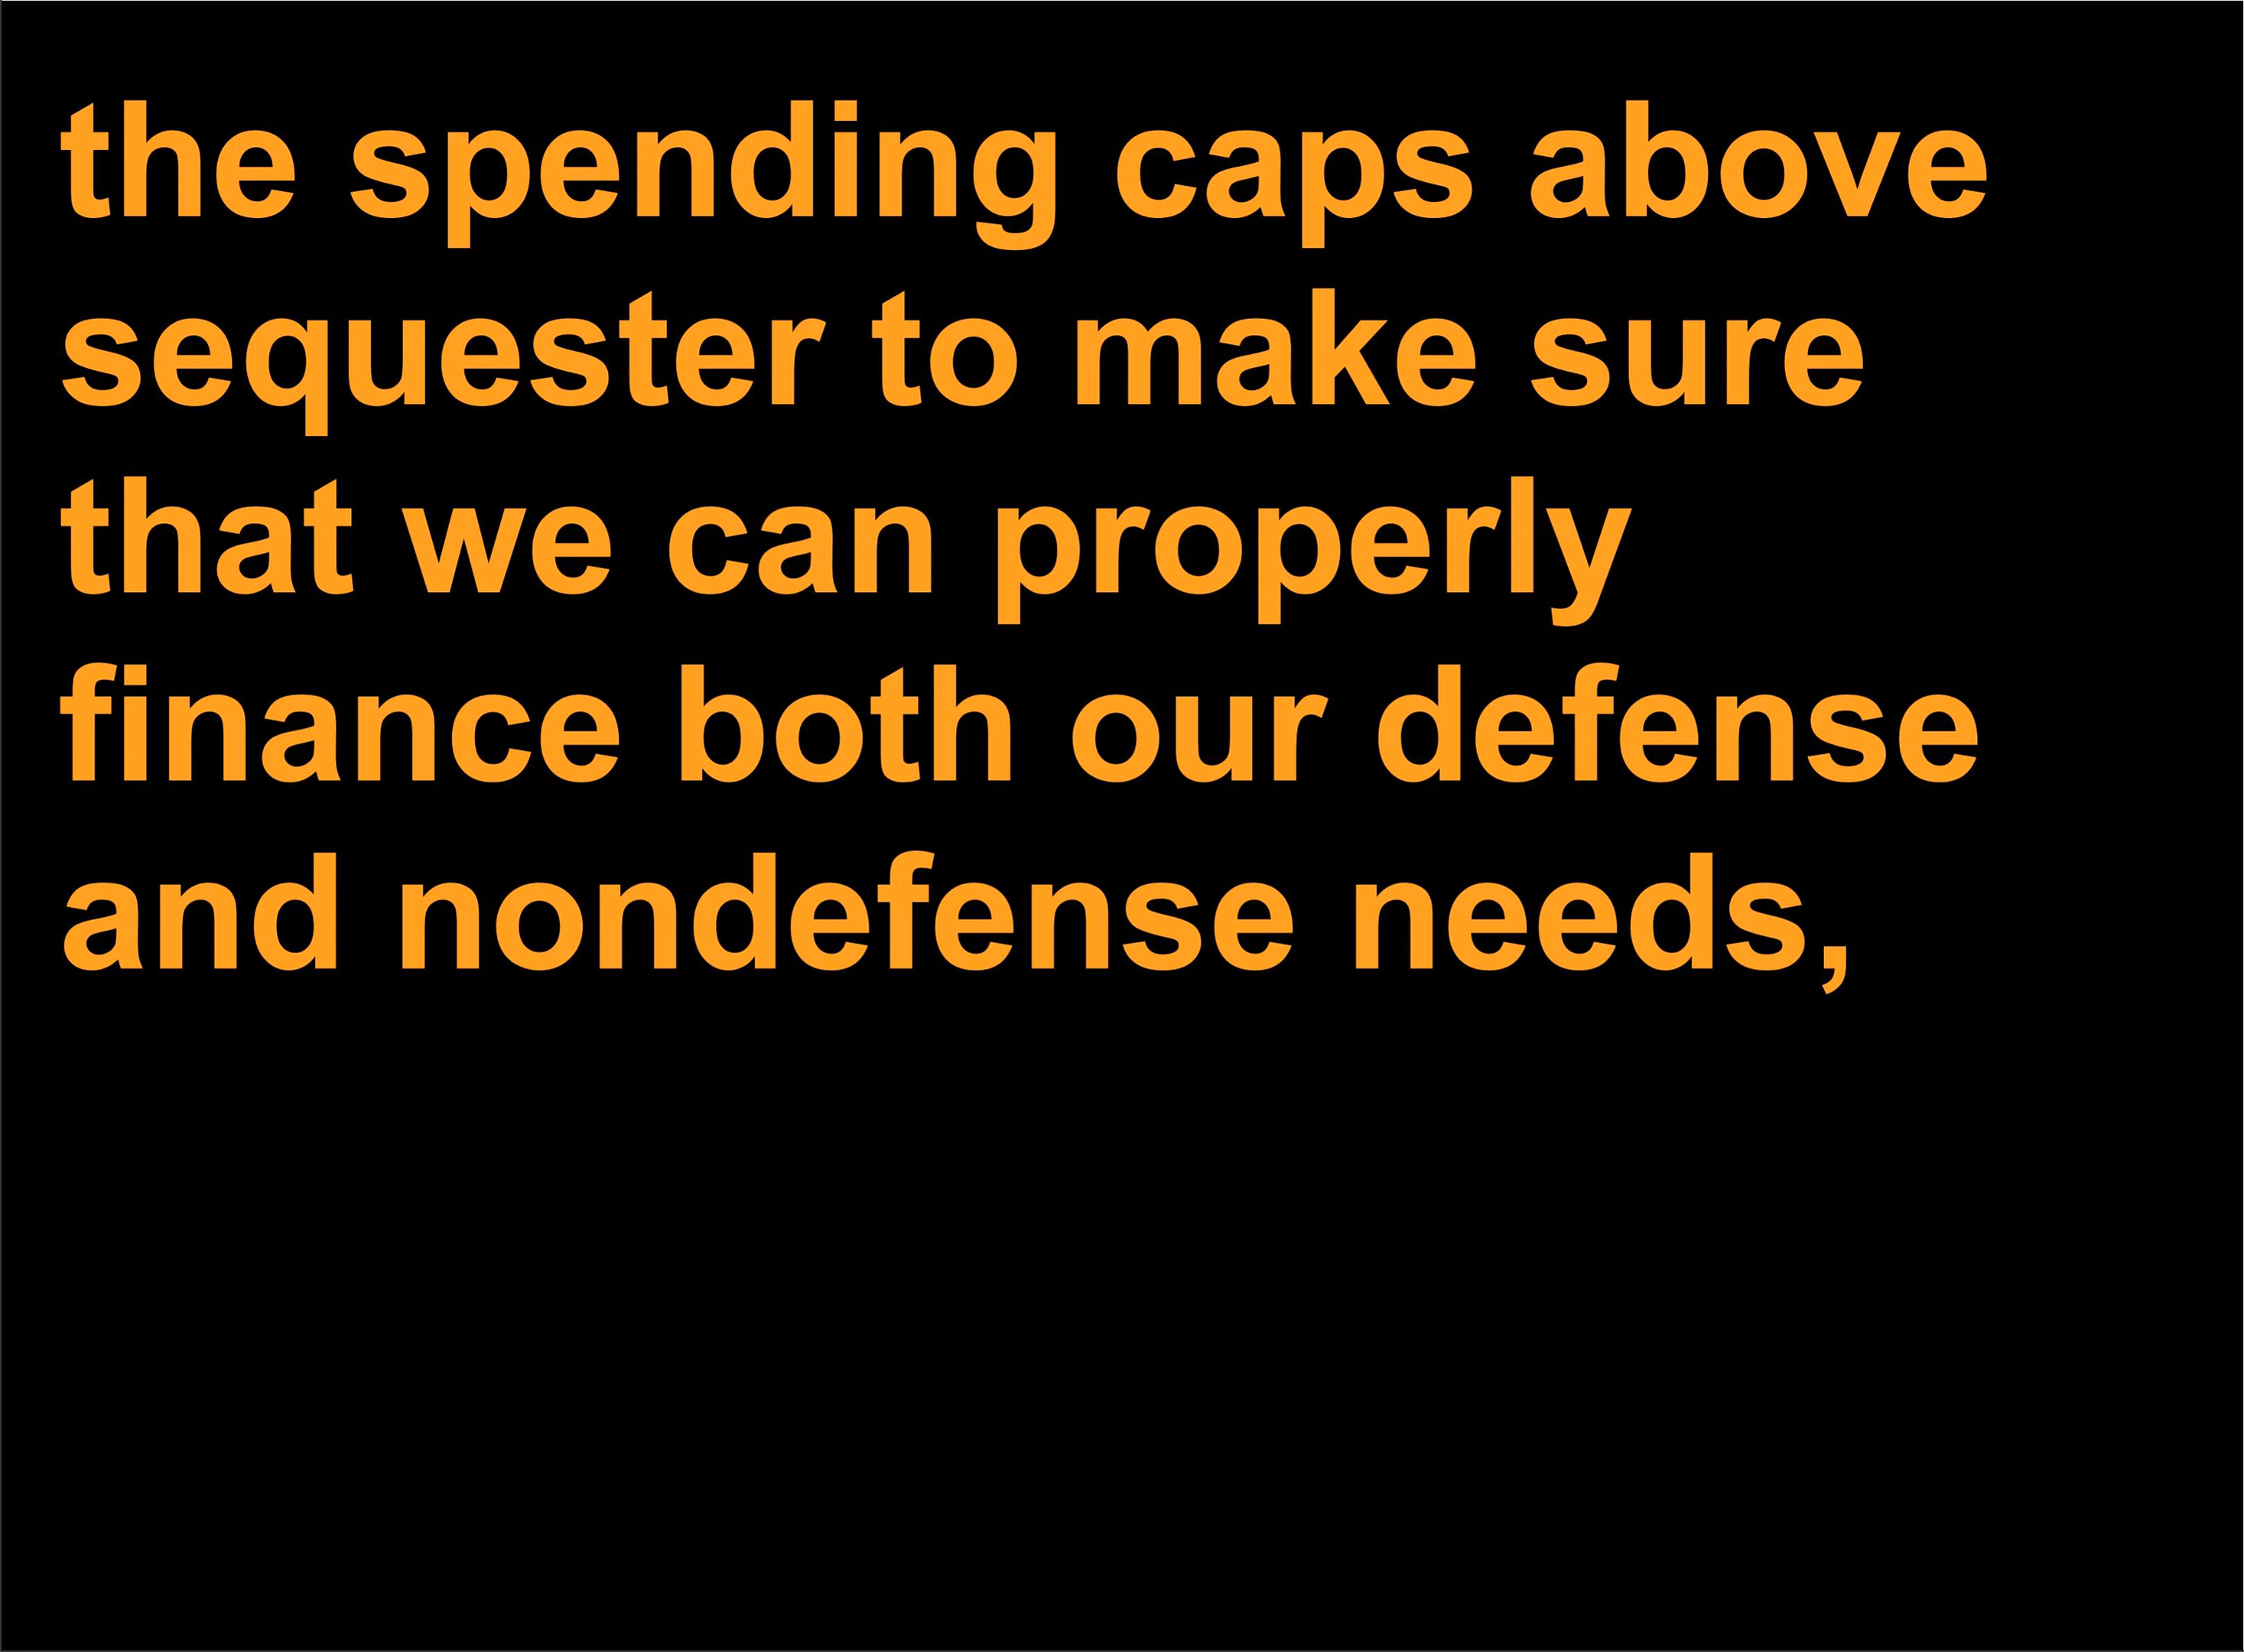 the spending caps above
sequester to make sure
that we can properly
finance both our defense
and nondefense needs,